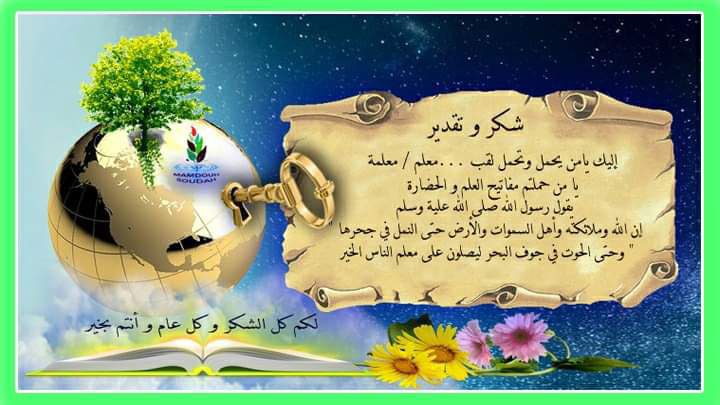 شكر و تقدير
إليك يامن يحمل وتحمل لقب ...معلم / معلمة
يا من حملتم مفاتيح العلم و الحضارة
يقول رسول الله صلى الله علية وسلم
إن الله وملائكته وأهل السموات والأرض حتى النمل في جحرها "
" وحتى الحوت في جوف البحر ليصلون على معلم الناس الخير
MAMDOUH
SOUDAH
لكم كل الشكر و كل عام و أنتم بخير